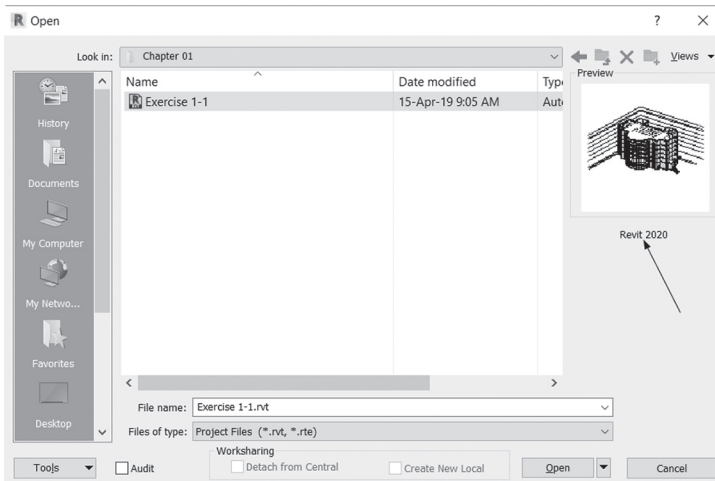 Open ?
Look in: Chapter 01 Views
Name Date modified Type Preview
Exercise 1-1 15-Apr-19 9:05 AM Auto
History
Documents
My Computer
My Netwo...
Favorites
Desktop
Revit 2020
File name: Exercise 1-1.rvt
Files of type: Project Files (*.rvt, *.rte)
Worksharing
Tools Audit Detach from Central Create New Local Open Cancel